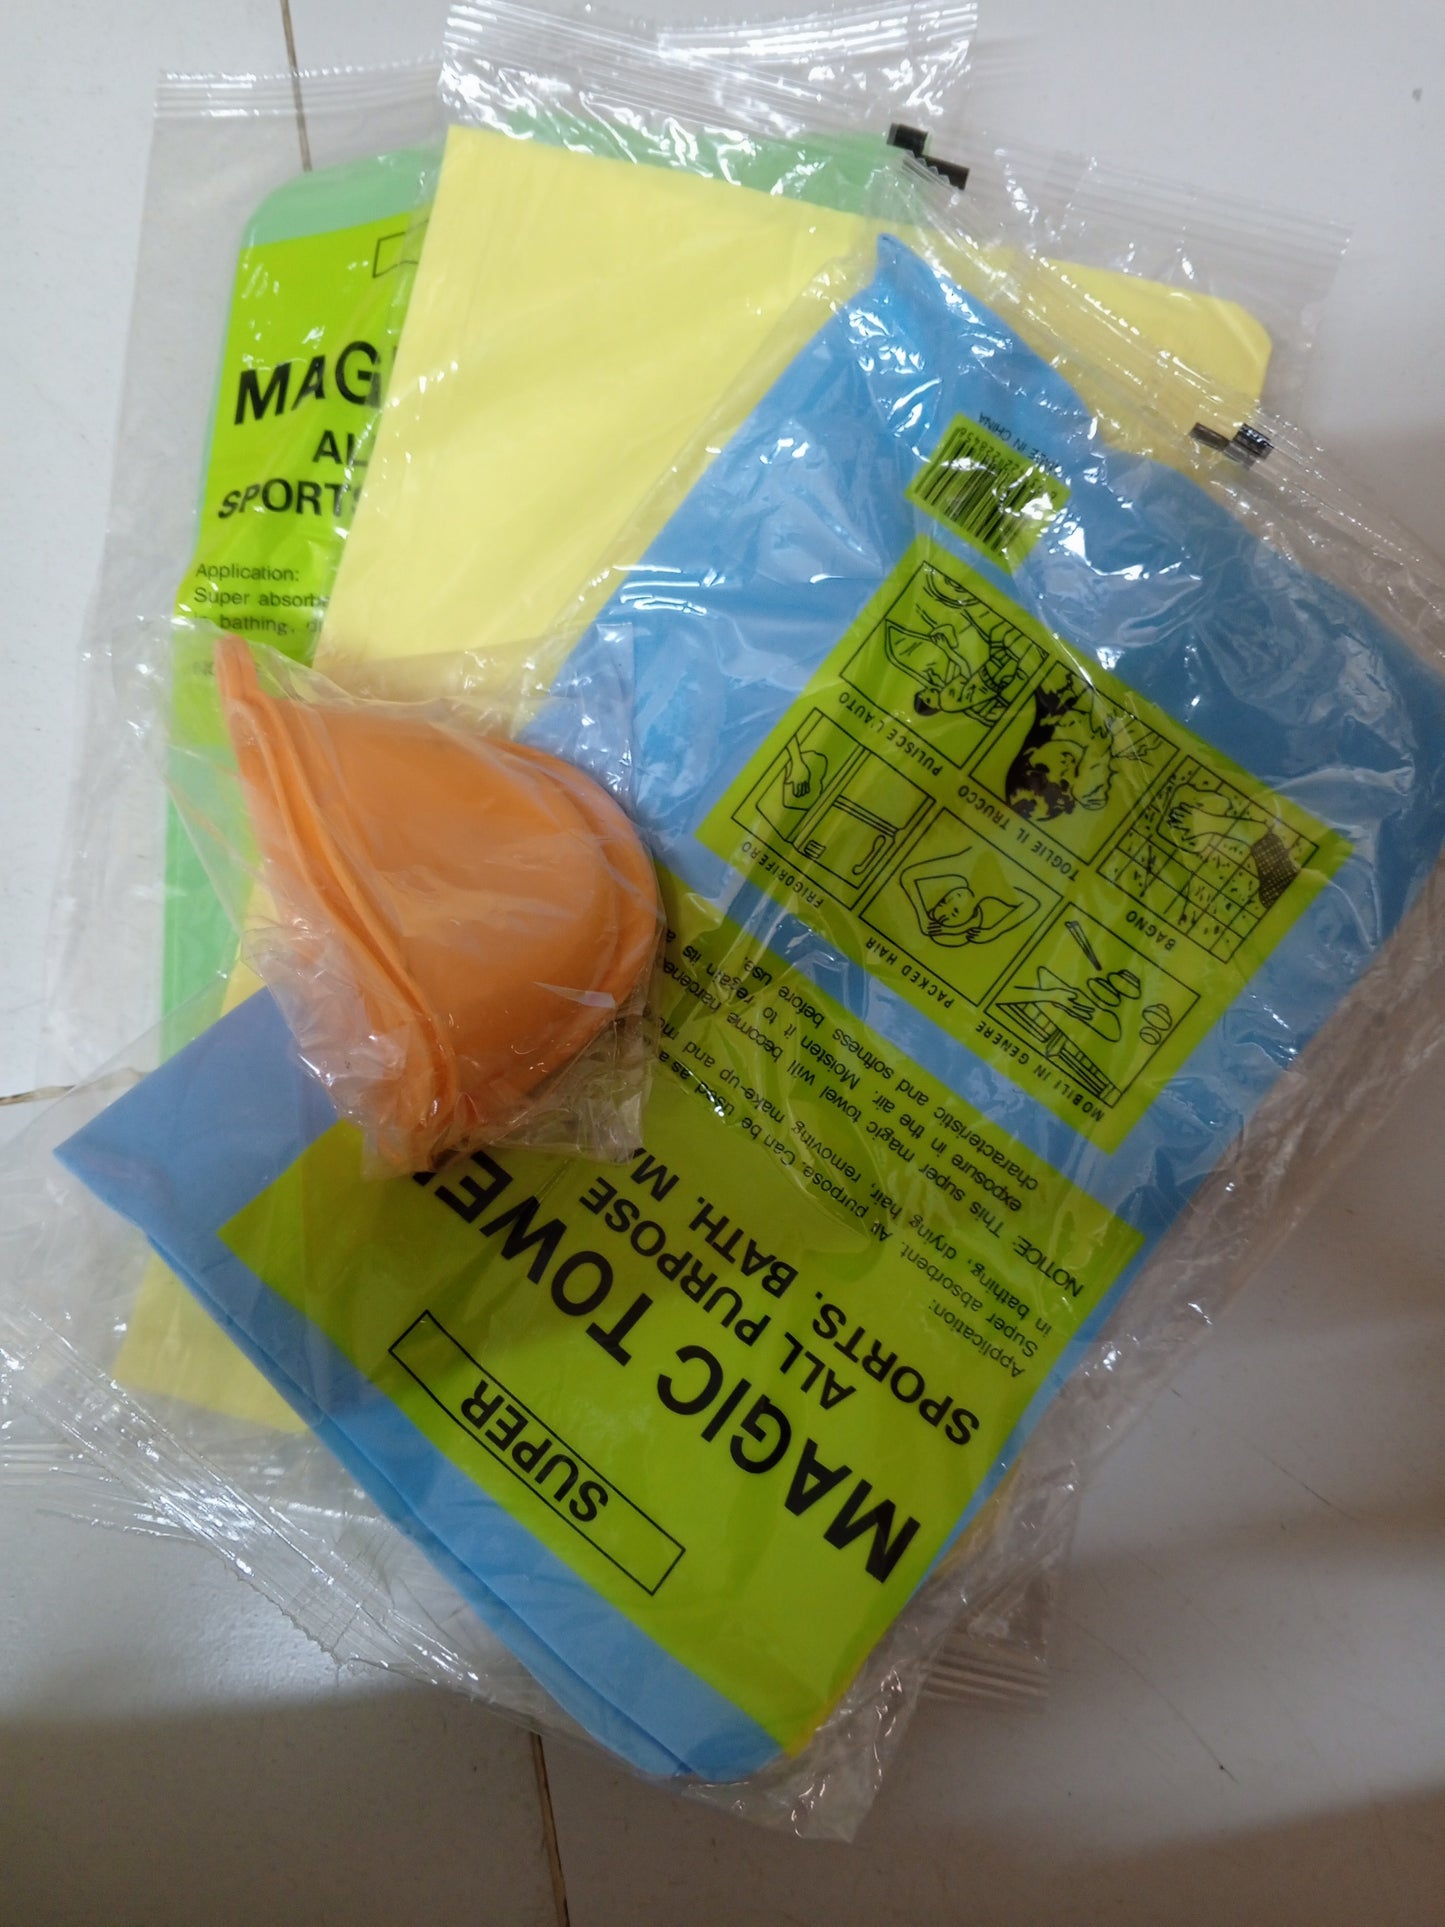 MAG
AL
SPORTS
Application:
Super absorb
in bathing, d
SUPER
MAGIC TOWE
ALL PURPOSE
SPORTS. BATH. M
Application:
Super absorbent. All purpose. Can be used as a
in bathing, drying hair, removing make-up and
NOTICE: This super magic towel will become hardene
exposure in the air. Moisten it to regain its
characteristic and softness before use.
MOBILI IN GENERE
PACKED HAIR
FRIGORIFERO
BAGNO
TOGLIE IL TRUCCO
PULISCE L'AUTO
IN CHINA